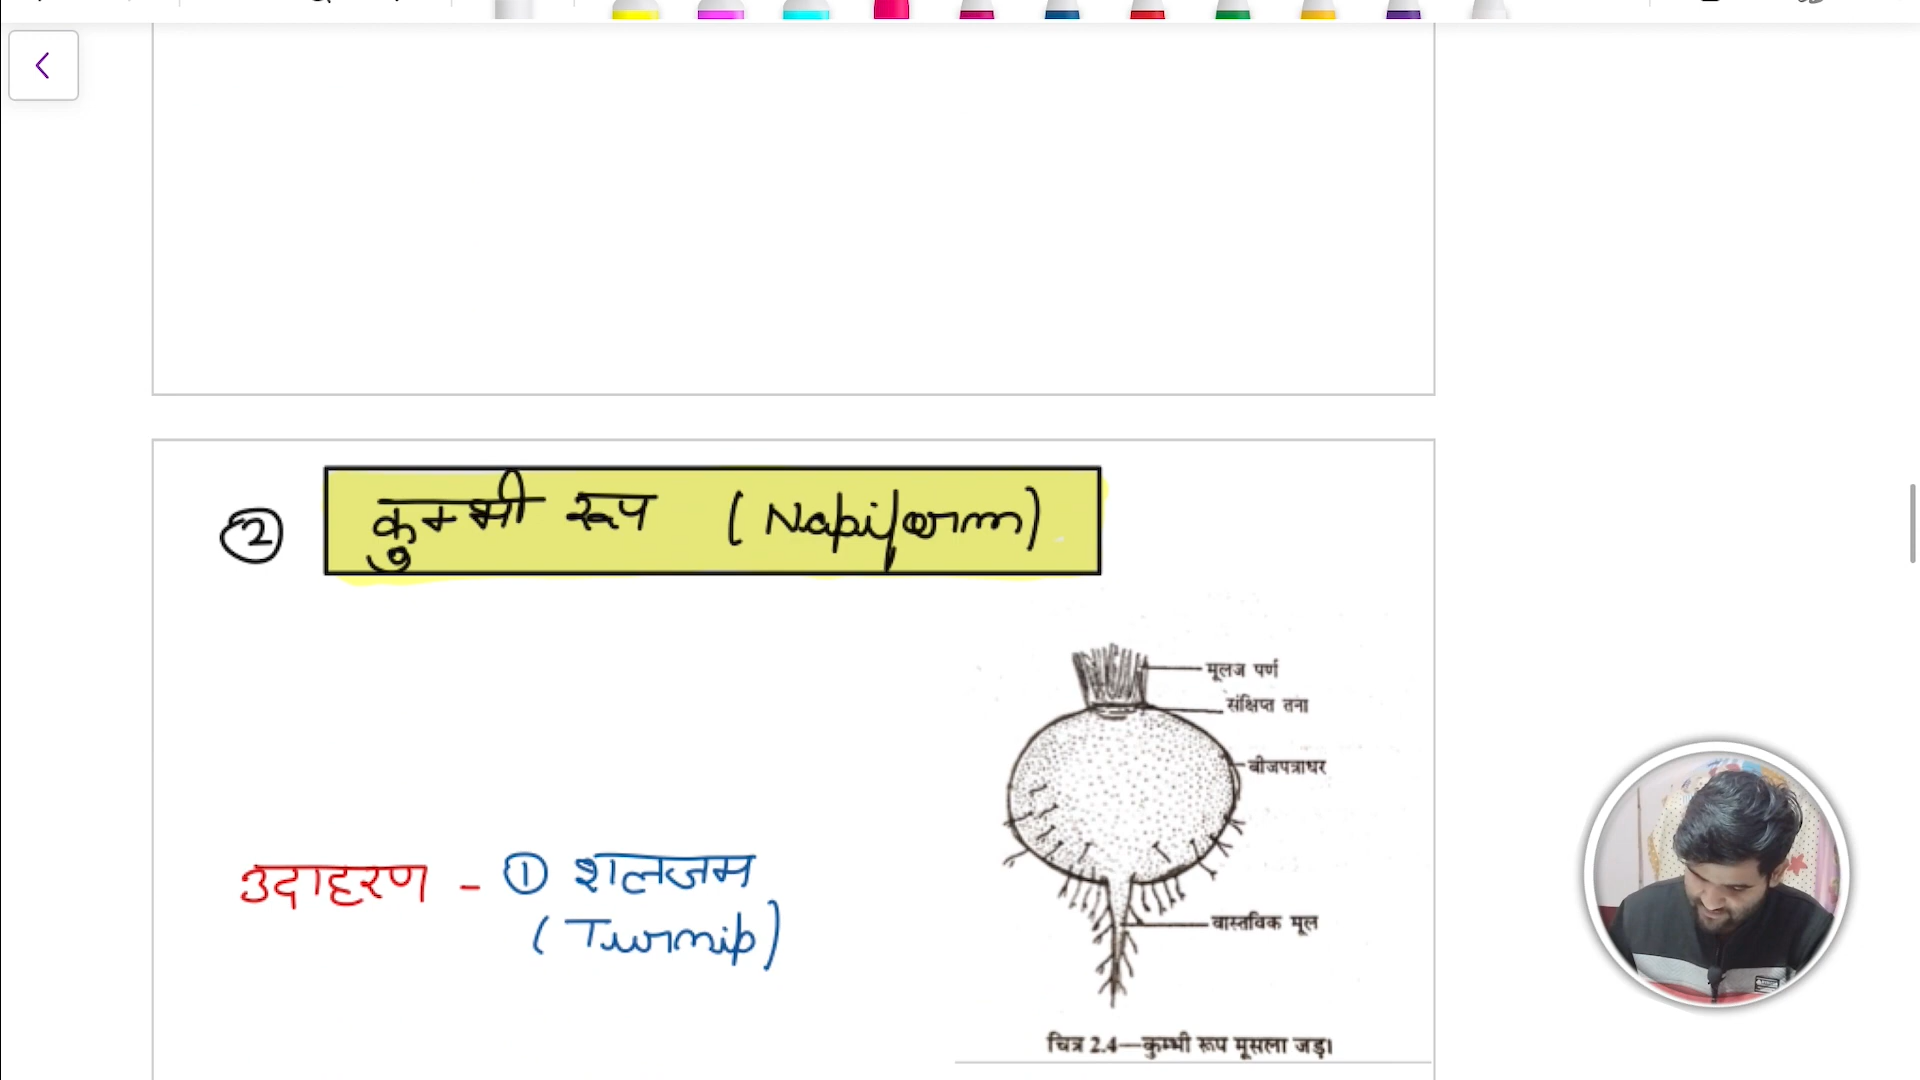 ② कुम्भी रूप (Napiform)
मूलज पर्ण
संक्षिप्त तना
बीजपत्राधर
उदाहरण - ① शलजम
(Turnip)
वास्तविक मूल
चित्र 2.4—कुम्भी रूप मूसला जड़।